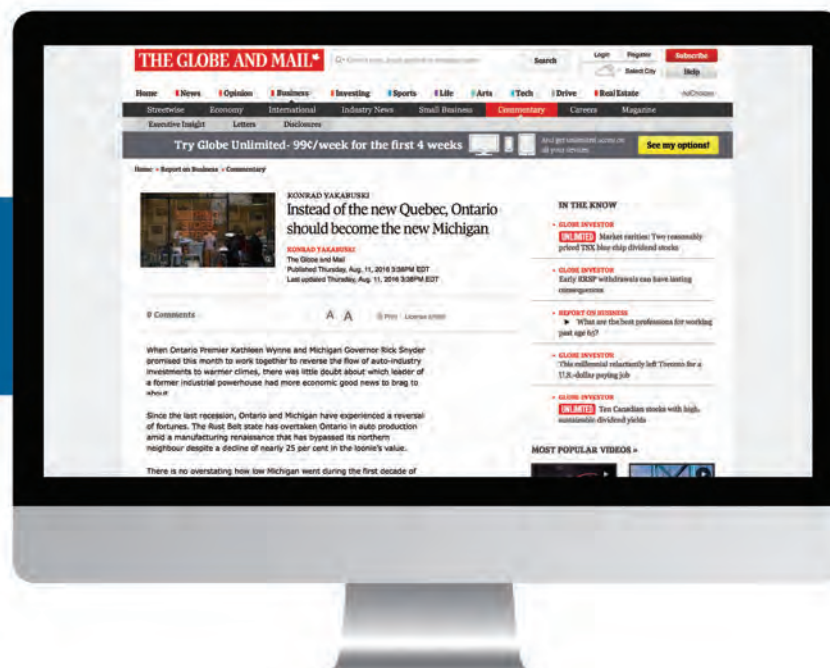 THE GLOBE AND MAIL
Search
Login Register
Subscribe
Select City
Help
Home News Opinion Business Investing Sports Life Arts Tech Drive Real Estate AdChoices
Streetwise Economy International Industry News Small Business Commentary Careers Magazine
Executive Insight Letters Disclosures
Try Globe Unlimited- 99¢/week for the first 4 weeks
And get unlimited access on
all your devices
See my options!
Home » Report on Business » Commentary
KONRAD YAKABUSKI
Instead of the new Quebec, Ontario
should become the new Michigan
KONRAD YAKABUSKI
The Globe and Mail
Published Thursday, Aug. 11, 2016 3:38PM EDT
Last updated Thursday, Aug. 11, 2016 3:38PM EDT
0 Comments
A A
Print
When Ontario Premier Kathleen Wynne and Michigan Governor Rick Snyder
promised this month to work together to reverse the flow of auto-industry
investments to warmer climes, there was little doubt about which leader of
a former industrial powerhouse had more economic good news to brag to
about.
Since the last recession, Ontario and Michigan have experienced a reversal
of fortunes. The Rust Belt state has overtaken Ontario in auto production
amid a manufacturing renaissance that has bypassed its northern
neighbour despite a decline of nearly 25 per cent in the loonie's value.
There is no overstating how low Michigan went during the first decade of
IN THE KNOW
GLOBE INVESTOR
UNLIMITED Market rarities: Two reasonably
priced TSX blue chip dividend stocks
GLOBE INVESTOR
Early RRSP withdrawals can have lasting
consequences
REPORT ON BUSINESS
What are the best professions for working
past age 65?
GLOBE INVESTOR
This millennial reluctantly left Toronto for a
U.S.-dollar paying job
GLOBE INVESTOR
UNLIMITED Ten Canadian stocks with high,
sustainable dividend yields
MOST POPULAR VIDEOS »